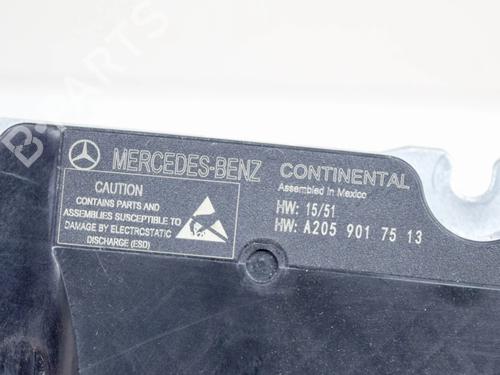 MERCEDES-BENZ
CONTINENTAL
Assembled in Mexico
CAUTION
CONTAINS PARTS AND
ASSEMBLIES SUSCEPTIBLE TO
DAMAGE BY ELECTROSTATIC
DISCHARGE (ESD)
HW: 15/51
HW: A205 901 75 13